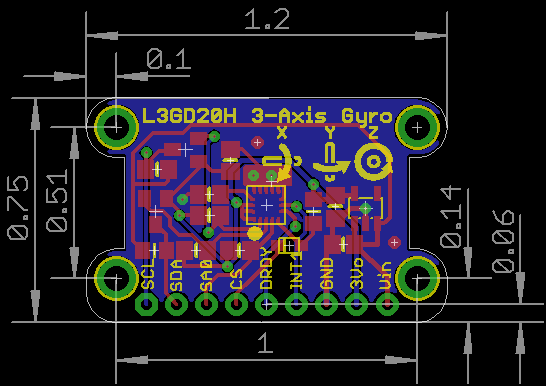 1.2
0.1
L3GD20H 3-Axis Gyro
X Y Z
0.75
0.51
0.14
0.06
SCL
SDA
SA0
CS
DRDY
INT1
GND
3Vo
Vin
1